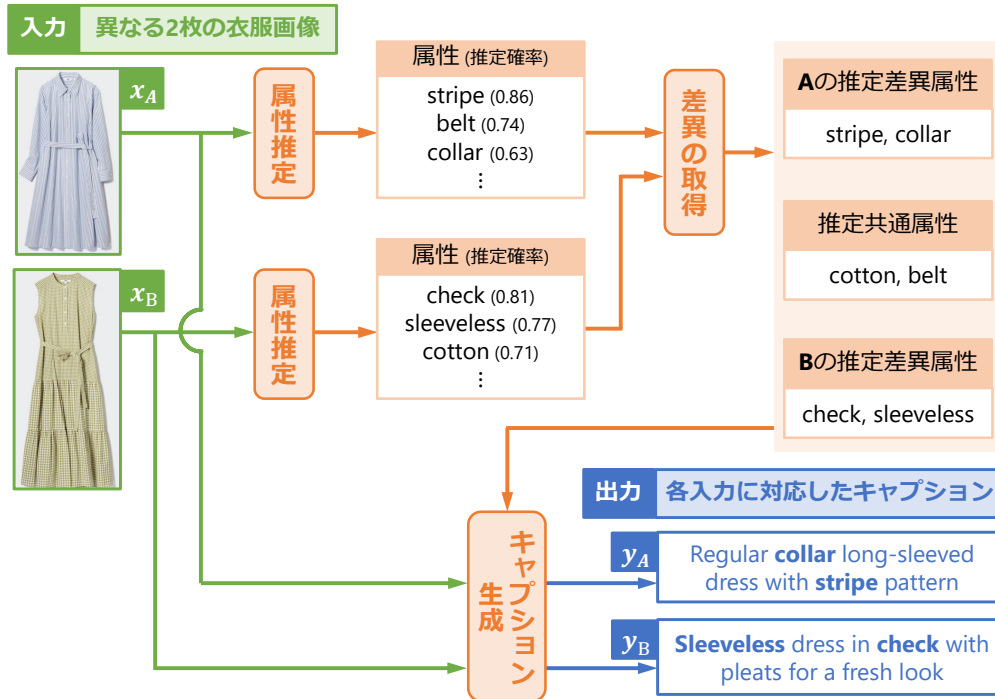 入力 異なる2枚の衣服画像
x_A
属性推定
属性 (推定確率)
stripe (0.86)
belt (0.74)
collar (0.63)
⋮
差異の取得
Aの推定差異属性
stripe, collar
推定共通属性
cotton, belt
Bの推定差異属性
check, sleeveless
x_B
属性推定
属性 (推定確率)
check (0.81)
sleeveless (0.77)
cotton (0.71)
⋮
キャプション
生成
出力 各入力に対応したキャプション
y_A
Regular collar long-sleeved
dress with stripe pattern
y_B
Sleeveless dress in check with
pleats for a fresh look